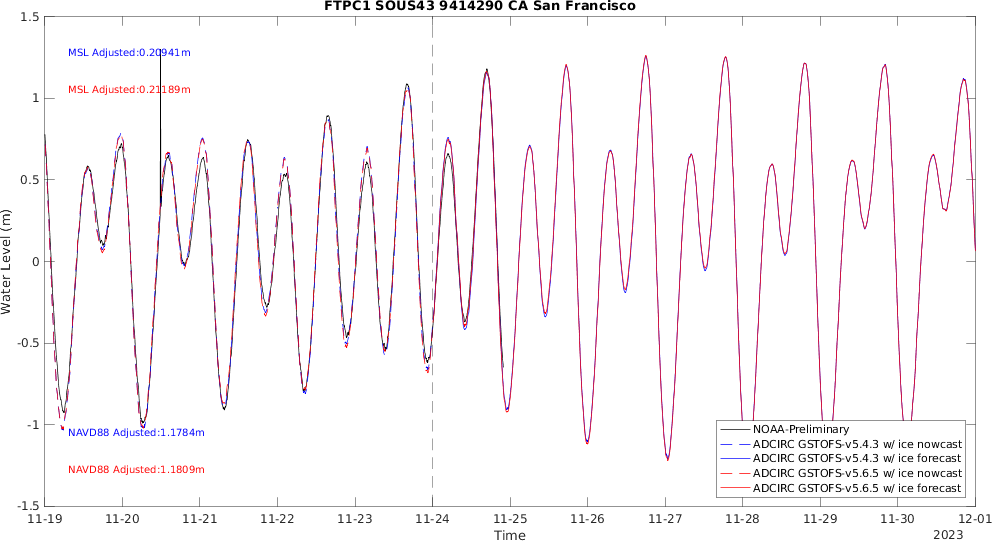 FTPC1 SOUS43 9414290 CA San Francisco
1.5
MSL Adjusted:0.20941m
1
MSL Adjusted:0.21189m
0.5
Water Level (m)
0
-0.5
-1
NAVD88 Adjusted:1.1784m
NAVD88 Adjusted:1.1809m
-1.5
NOAA-Preliminary
ADCIRC GSTOFS-v5.4.3 w/ ice nowcast
ADCIRC GSTOFS-v5.4.3 w/ ice forecast
ADCIRC GSTOFS-v5.6.5 w/ ice nowcast
ADCIRC GSTOFS-v5.6.5 w/ ice forecast
11-19 11-20 11-21 11-22 11-23 11-24 11-25 11-26 11-27 11-28 11-29 11-30 12-01
Time
2023